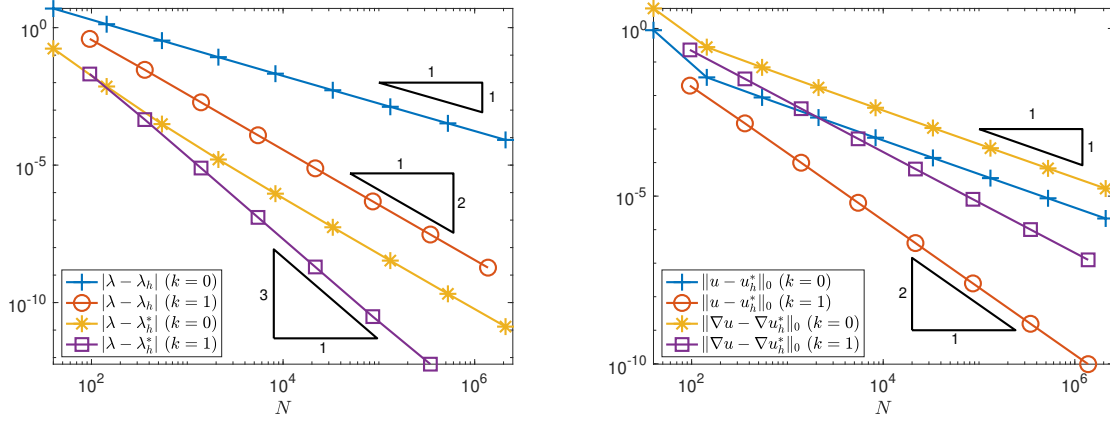 10^0
10^{-5}
10^{-10}
10^2
10^4
10^6
N
1
1
1
2
3
1
|λ − λ_h| (k = 0)
|λ − λ_h| (k = 1)
|λ − λ_h^*| (k = 0)
|λ − λ_h^*| (k = 1)
10^0
10^{-5}
10^{-10}
10^2
10^4
10^6
N
1
1
2
1
‖u − u_h^*‖_0 (k = 0)
‖u − u_h^*‖_0 (k = 1)
‖∇u − ∇u_h^*‖_0 (k = 0)
‖∇u − ∇u_h^*‖_0 (k = 1)